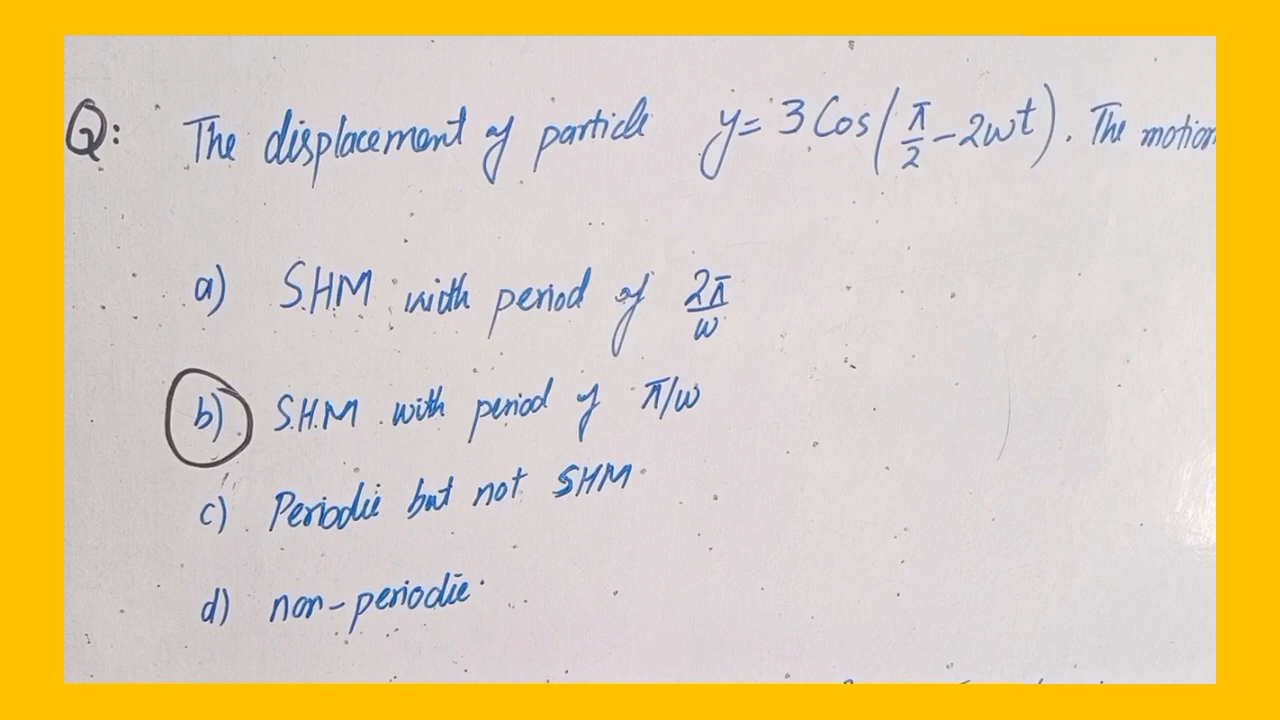 Q: The displacement of particle y= 3 Cos(π/2 -2ωt). The motion
a) SHM with period of 2π/ω
b) S.H.M with period of π/ω
c) Periodic but not SHM.
d) non-periodic.